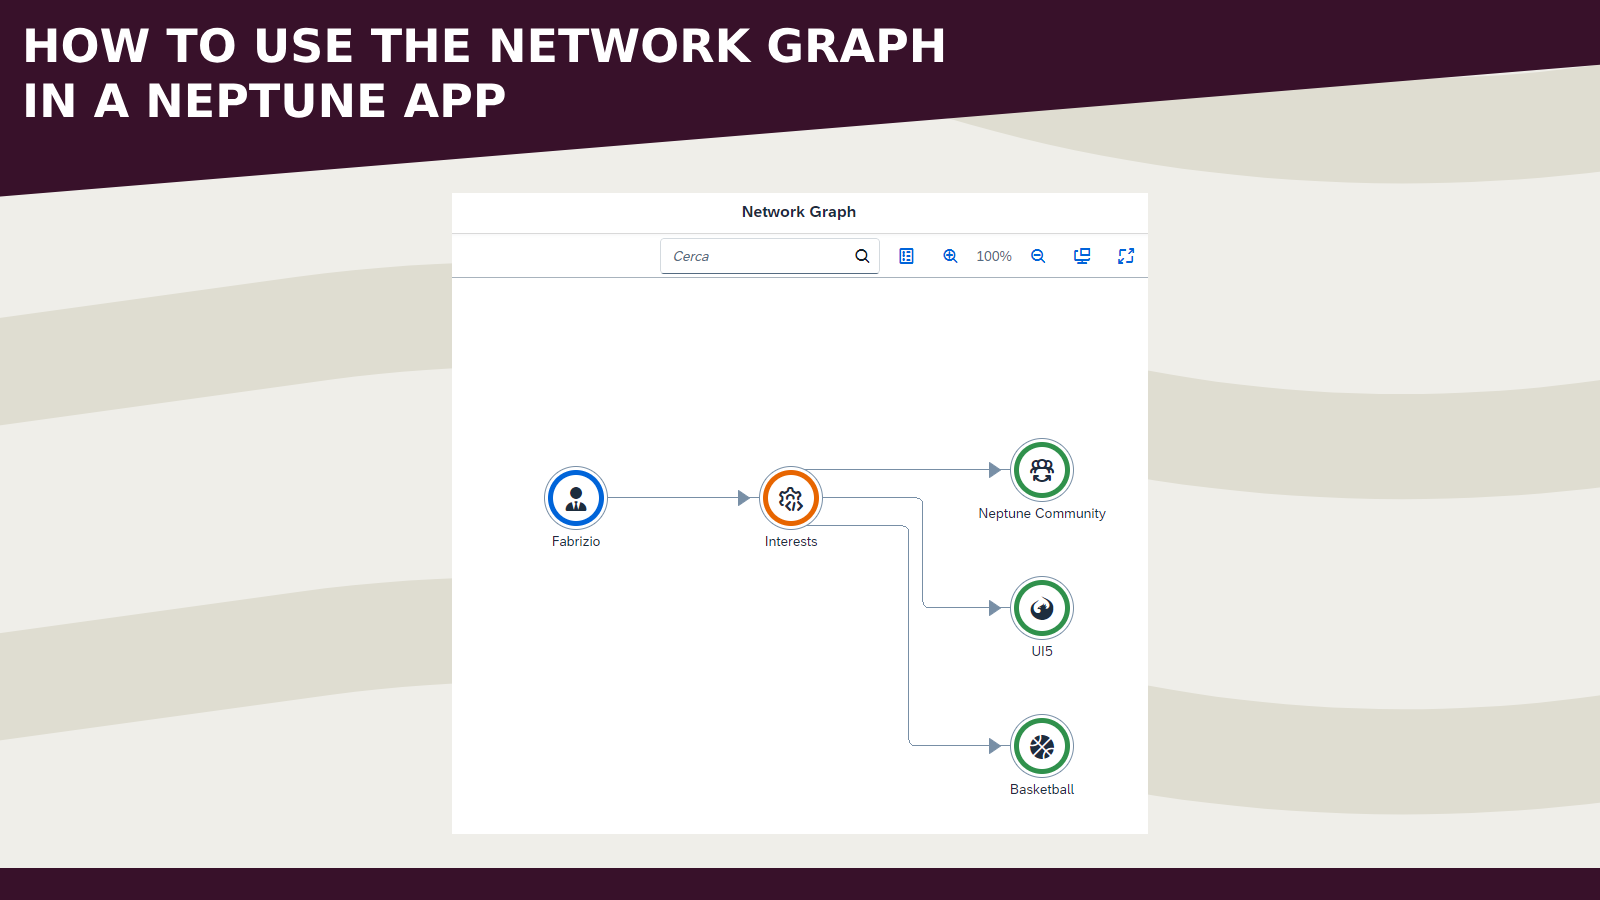 HOW TO USE THE NETWORK GRAPH
IN A NEPTUNE APP
Network Graph
Cerca
100%
Fabrizio
Interests
Neptune Community
UI5
Basketball